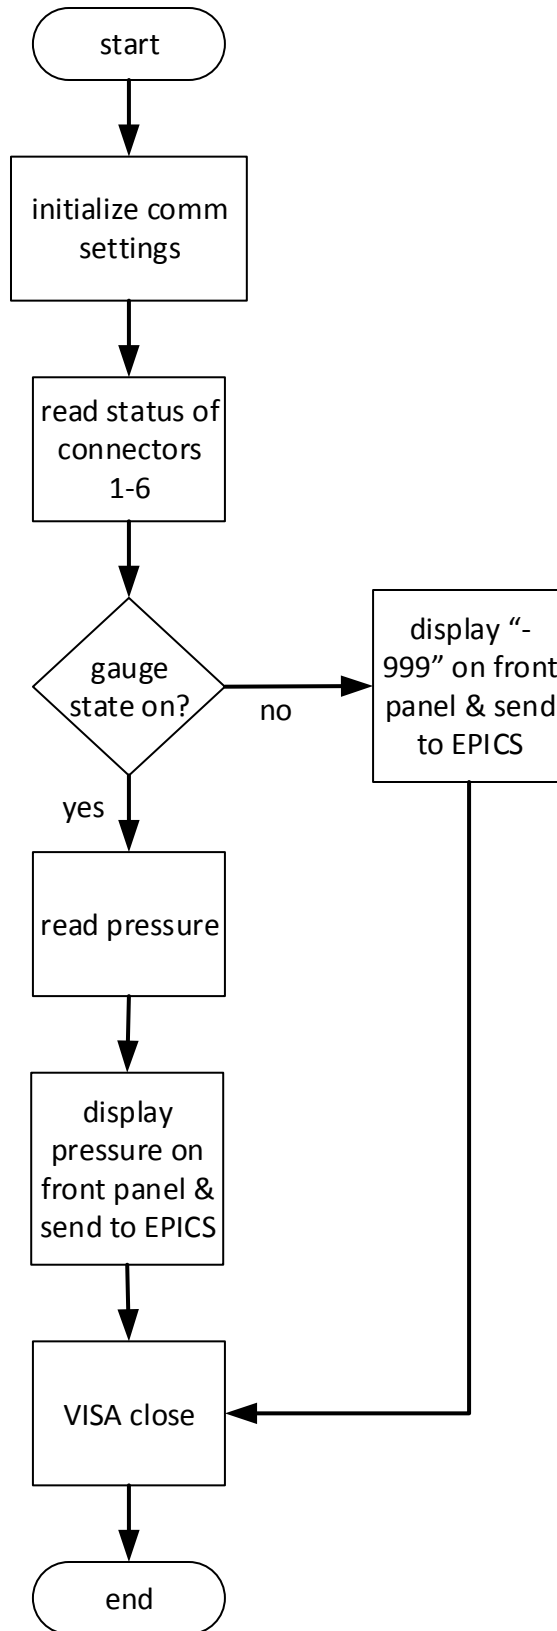 start
initialize comm
settings
read status of
connectors
1-6
gauge
state on?
no
display “-
999” on front
panel & send
to EPICS
yes
read pressure
display
pressure on
front panel &
send to EPICS
VISA close
end